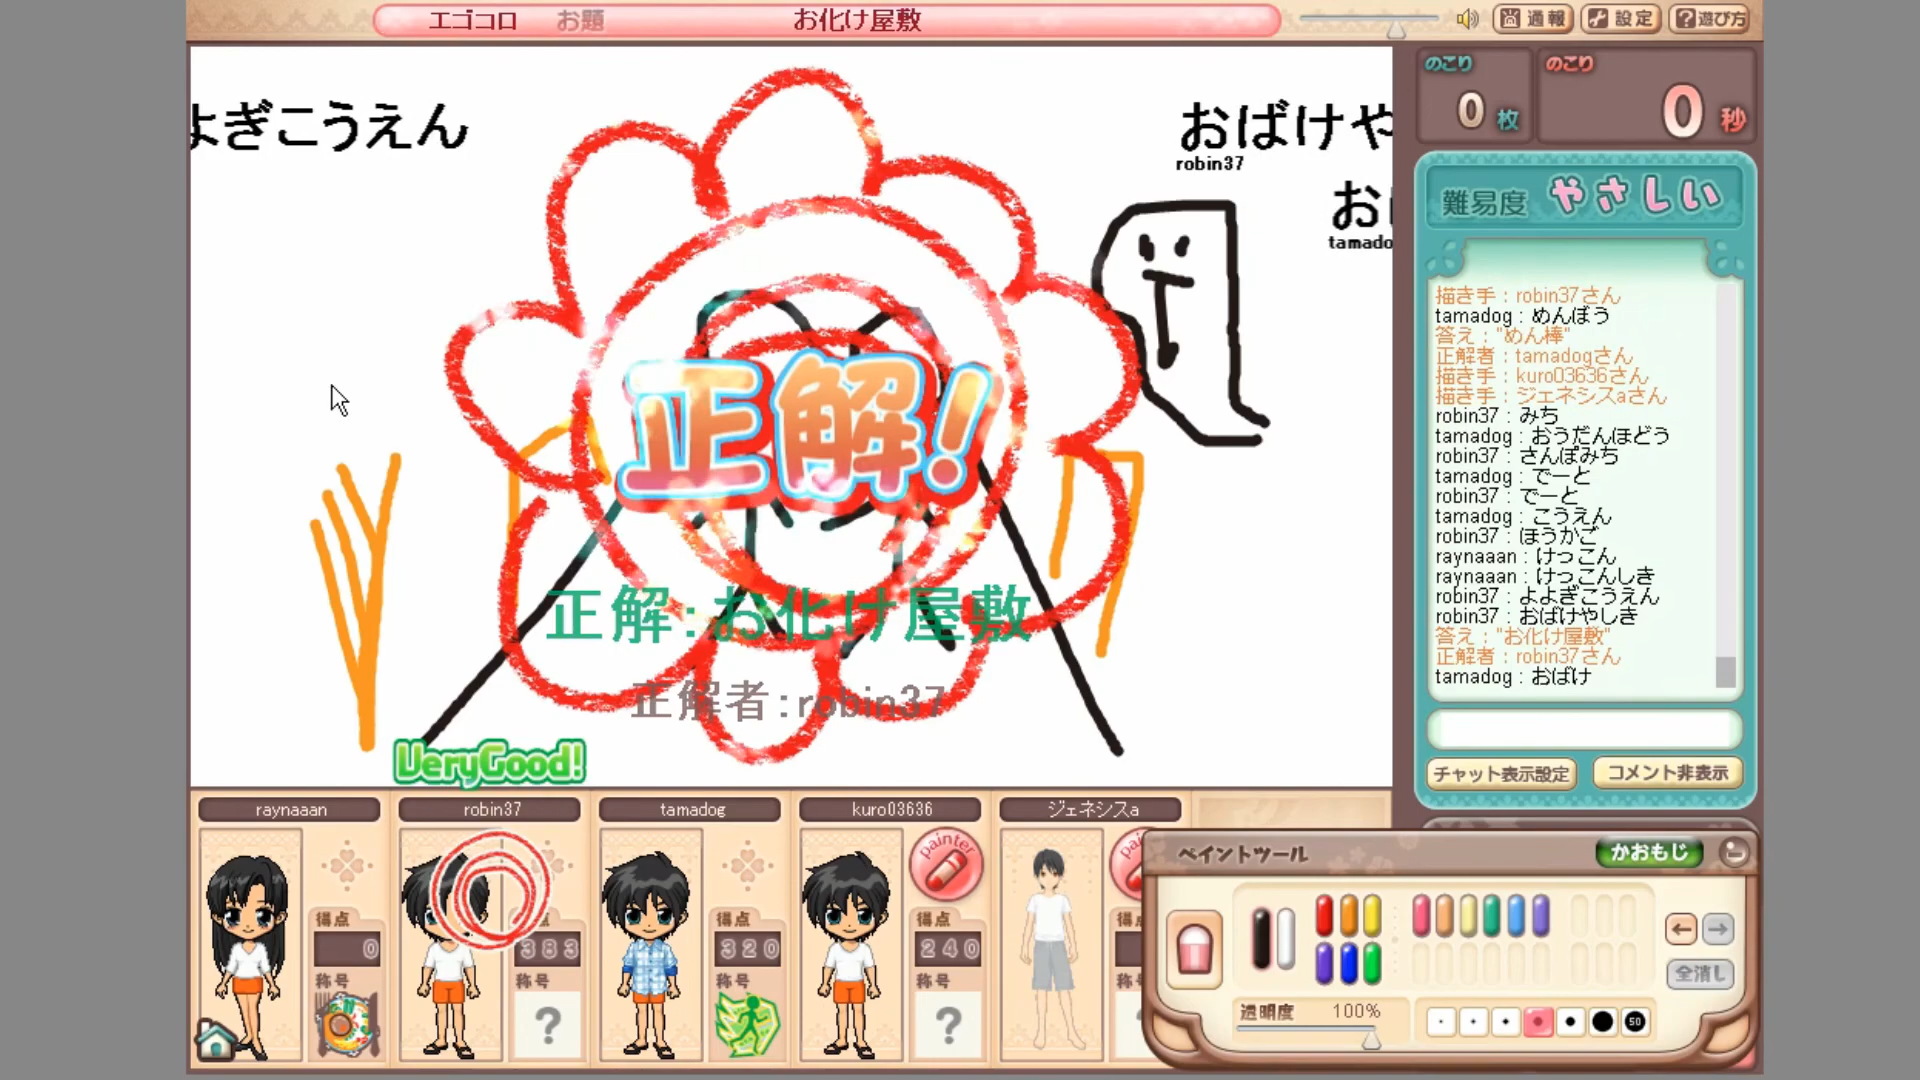 エゴコロ お題 お化け屋敷
通報 設定 ?遊び方
のこり 0 枚
のこり 0 秒
よぎこうえん
おばけや
robin37
お
tamado
正解!
正解:お化け屋敷
正解者:robin37
VeryGood!
難易度 やさしい
描き手:robin37さん
tamadog:めんぼう
答え:"めん棒"
正解者:tamadogさん
描き手:kuro03636さん
描き手:ジェネシスaさん
robin37:みち
tamadog:おうだんほどう
robin37:さんぽみち
tamadog:でーと
robin37:でーと
tamadog:こうえん
robin37:ほうかご
raynaaan:けっこん
raynaaan:けっこんしき
robin37:よよぎこうえん
robin37:おばけやしき
答え:"お化け屋敷"
正解者:robin37さん
tamadog:おばけ
チャット表示設定 コメント非表示
raynaaan
得点
0
称号
robin37
383
称号
?
tamadog
得点
320
称号
kuro03636
painter
得点
240
称号
?
ジェネシスa
pai
得
称
ペイントツール かおもじ
全消し
透明度 100%
50